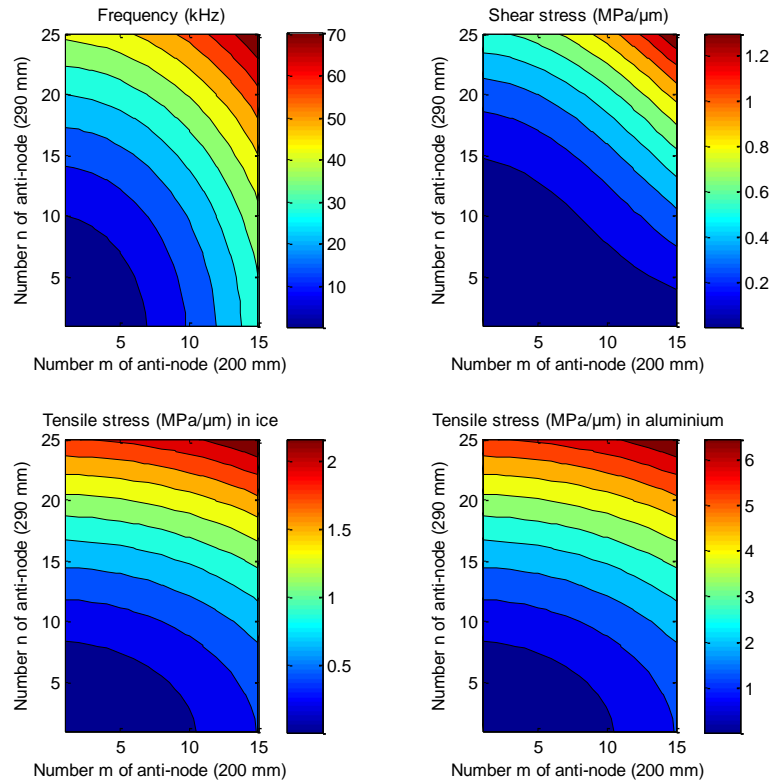 Frequency (kHz)
Number n of anti-node (290 mm)
25
20
15
10
5
5 10 15
Number m of anti-node (200 mm)
70
60
50
40
30
20
10
0
Shear stress (MPa/µm)
Number n of anti-node (290 mm)
25
20
15
10
5
5 10 15
Number m of anti-node (200 mm)
1.2
1
0.8
0.6
0.4
0.2
Tensile stress (MPa/µm) in ice
Number n of anti-node (290 mm)
25
20
15
10
5
5 10 15
Number m of anti-node (200 mm)
2
1.5
1
0.5
Tensile stress (MPa/µm) in aluminium
Number n of anti-node (290 mm)
25
20
15
10
5
5 10 15
Number m of anti-node (200 mm)
6
5
4
3
2
1